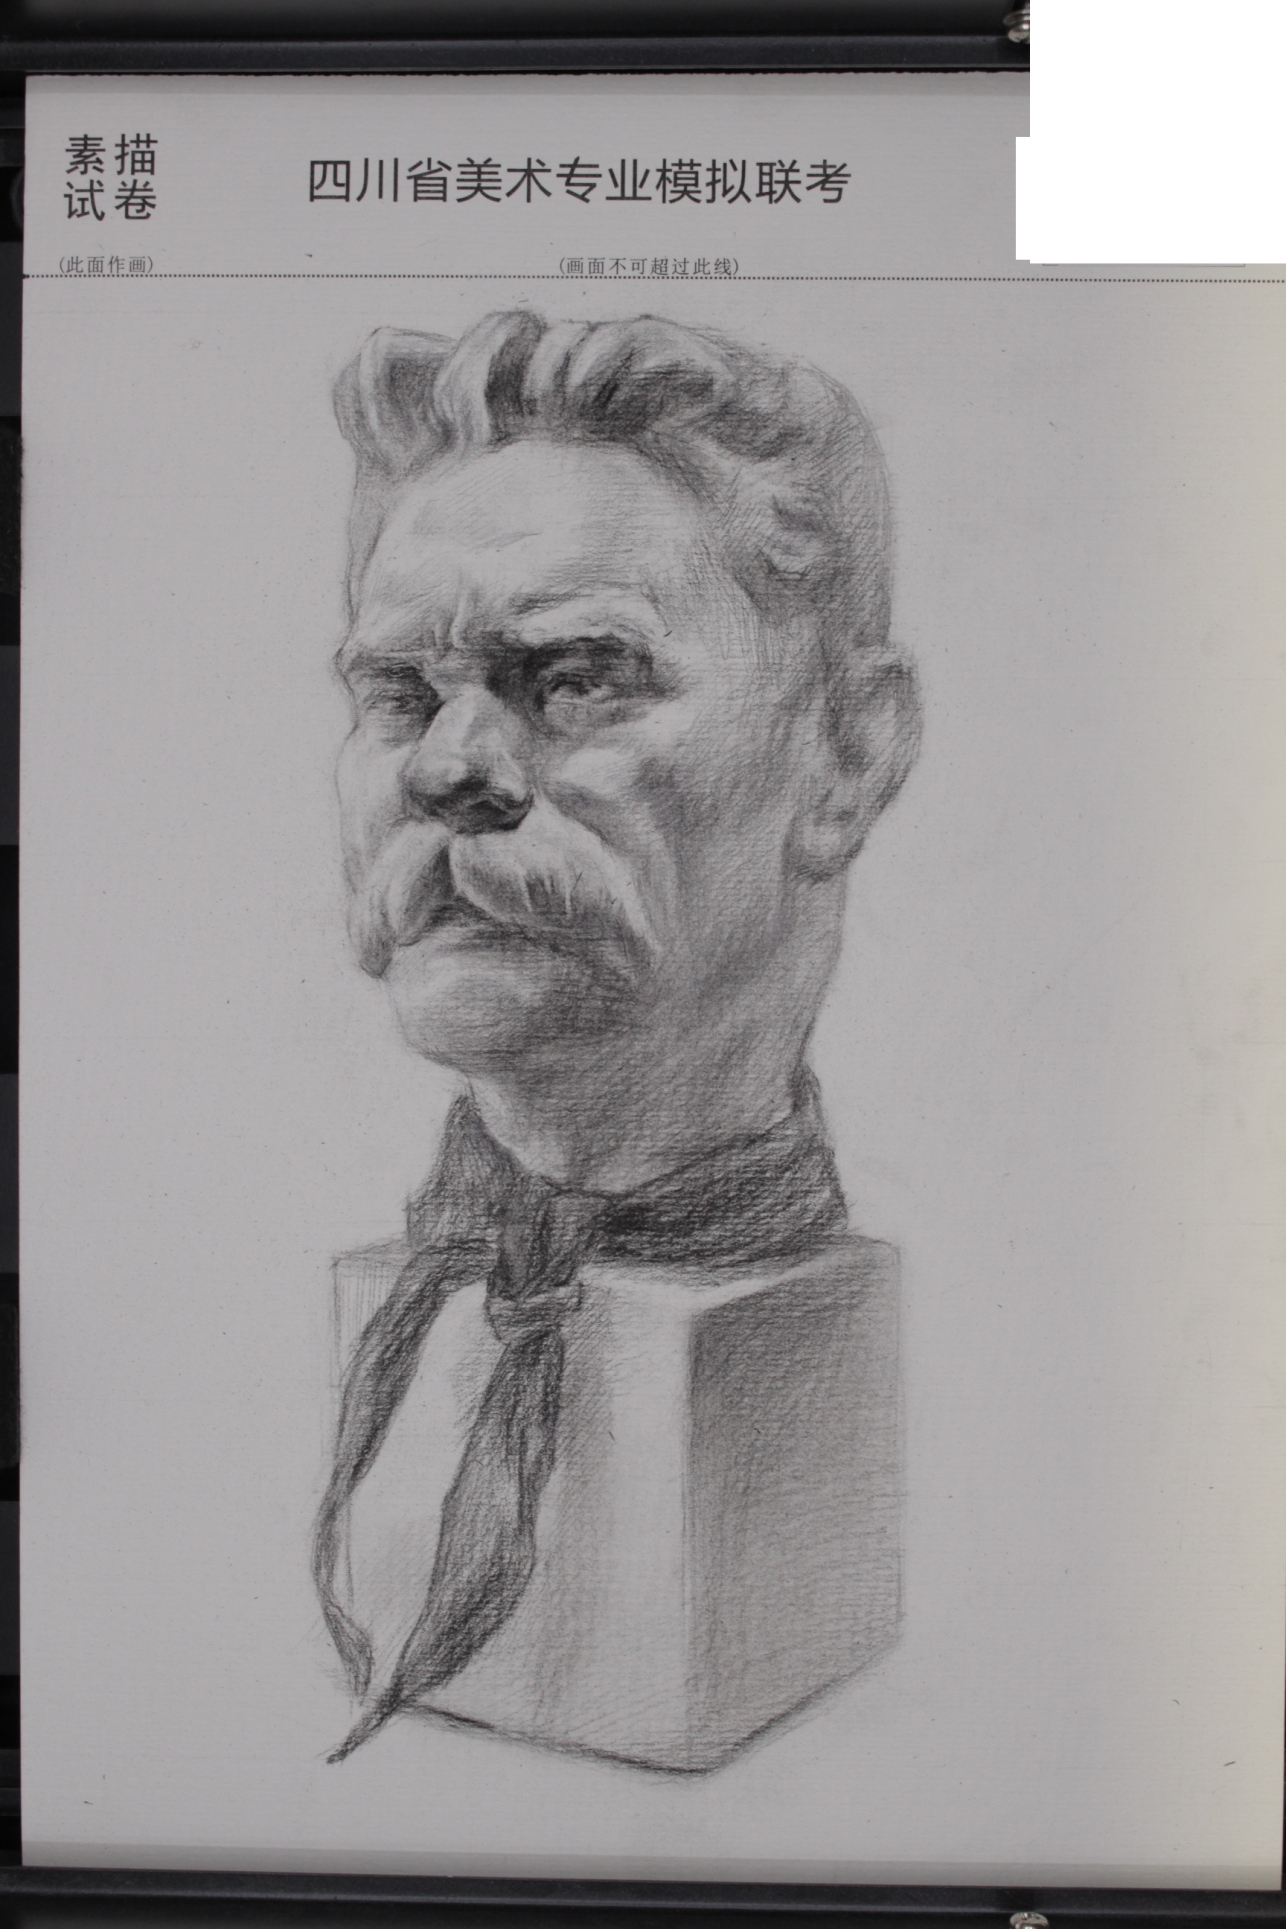 素描
试卷
四川省美术专业模拟联考
(此面作画)
(画面不可超过此线)